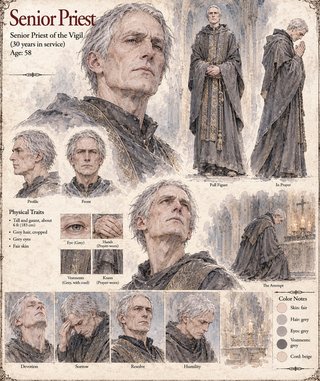 Senior Priest
Senior Priest of the Vigil
(30 years in service)
Age: 58
Profile
Front
Full Figure
In Prayer
Physical Traits
• Tall and gaunt, about
6 ft (183 cm)
• Grey hair, cropped
• Grey eyes
• Fair skin
Eye (Grey)
Hands
(Prayer-worn)
Vestments
(Grey, with cord)
Knees
(Prayer-worn)
The Attempt
Devotion
Sorrow
Resolve
Humility
Color Notes
Skin: fair
Hair: grey
Eyes: grey
Vestments:
grey
Cord: beige